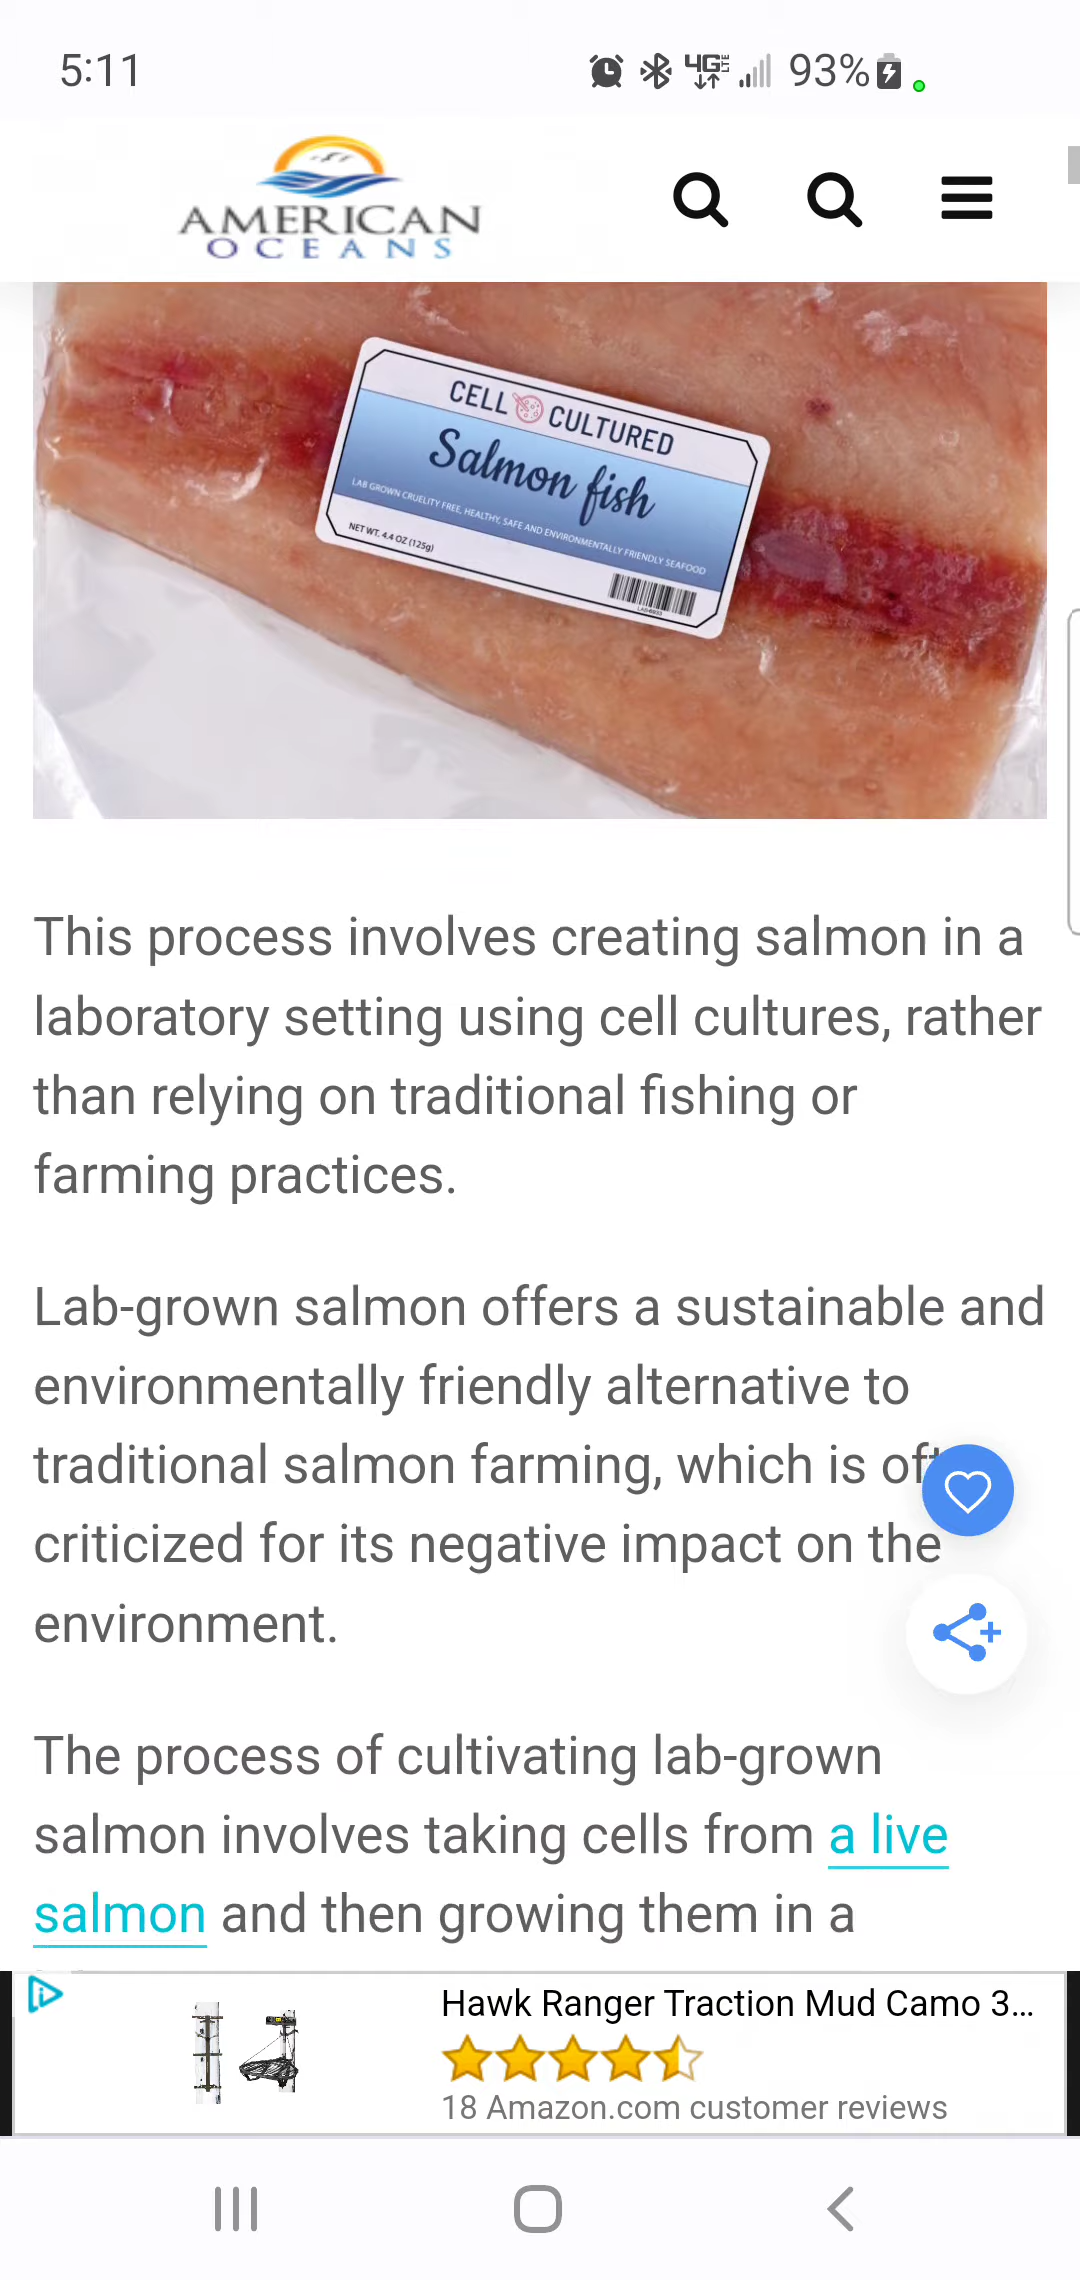 5:11
4G LTE
93%
AMERICAN
OCEANS
CELL CULTURED
Salmon fish
LAB GROWN CRUELITY FREE, HEALTHY, SAFE AND ENVIRONMENTALLY FRIENDLY SEAFOOD
NET WT. 4.4 OZ (125g)
This process involves creating salmon in a
laboratory setting using cell cultures, rather
than relying on traditional fishing or
farming practices.
Lab-grown salmon offers a sustainable and
environmentally friendly alternative to
traditional salmon farming, which is oft
criticized for its negative impact on the
environment.
The process of cultivating lab-grown
salmon involves taking cells from a live
salmon and then growing them in a
Hawk Ranger Traction Mud Camo 3...
18 Amazon.com customer reviews